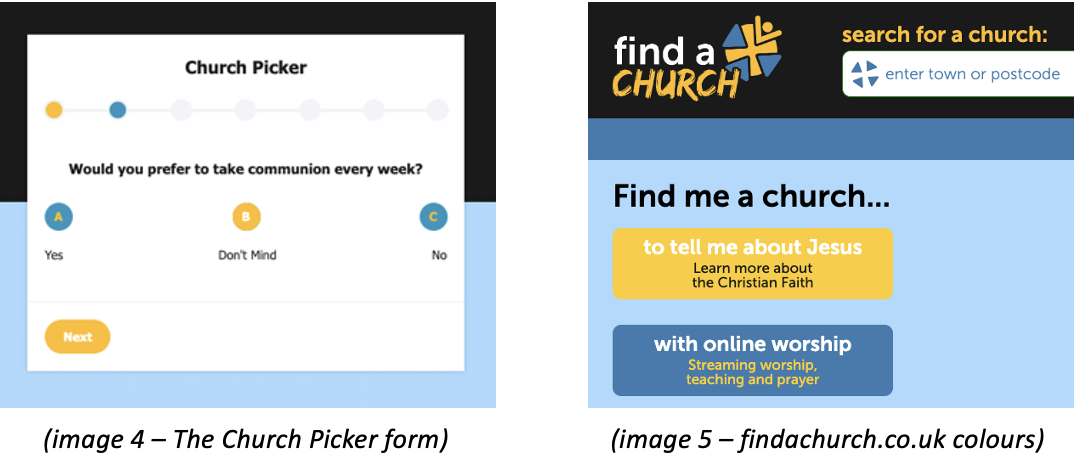 Church Picker
Would you prefer to take communion every week?
A
B
C
Yes
Don't Mind
No
Next
(image 4 – The Church Picker form)
find a
CHURCH
search for a church:
enter town or postcode
Find me a church...
to tell me about Jesus
Learn more about
the Christian Faith
with online worship
Streaming worship,
teaching and prayer
(image 5 – findachurch.co.uk colours)